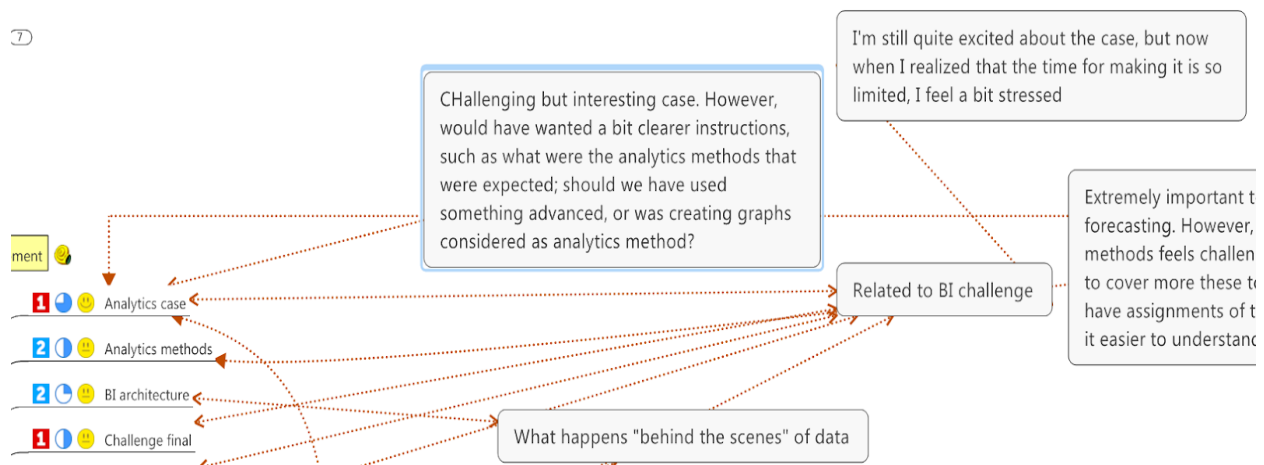 7
I'm still quite excited about the case, but now
when I realized that the time for making it is so
limited, I feel a bit stressed
CHallenging but interesting case. However,
would have wanted a bit clearer instructions,
such as what were the analytics methods that
were expected; should we have used
something advanced, or was creating graphs
considered as analytics method?
Extremely important t
forecasting. However,
methods feels challen
to cover more these to
have assignments of t
it easier to understand
ment
1 Analytics case
Related to BI challenge
2 Analytics methods
2 BI architecture
1 Challenge final
What happens "behind the scenes" of data